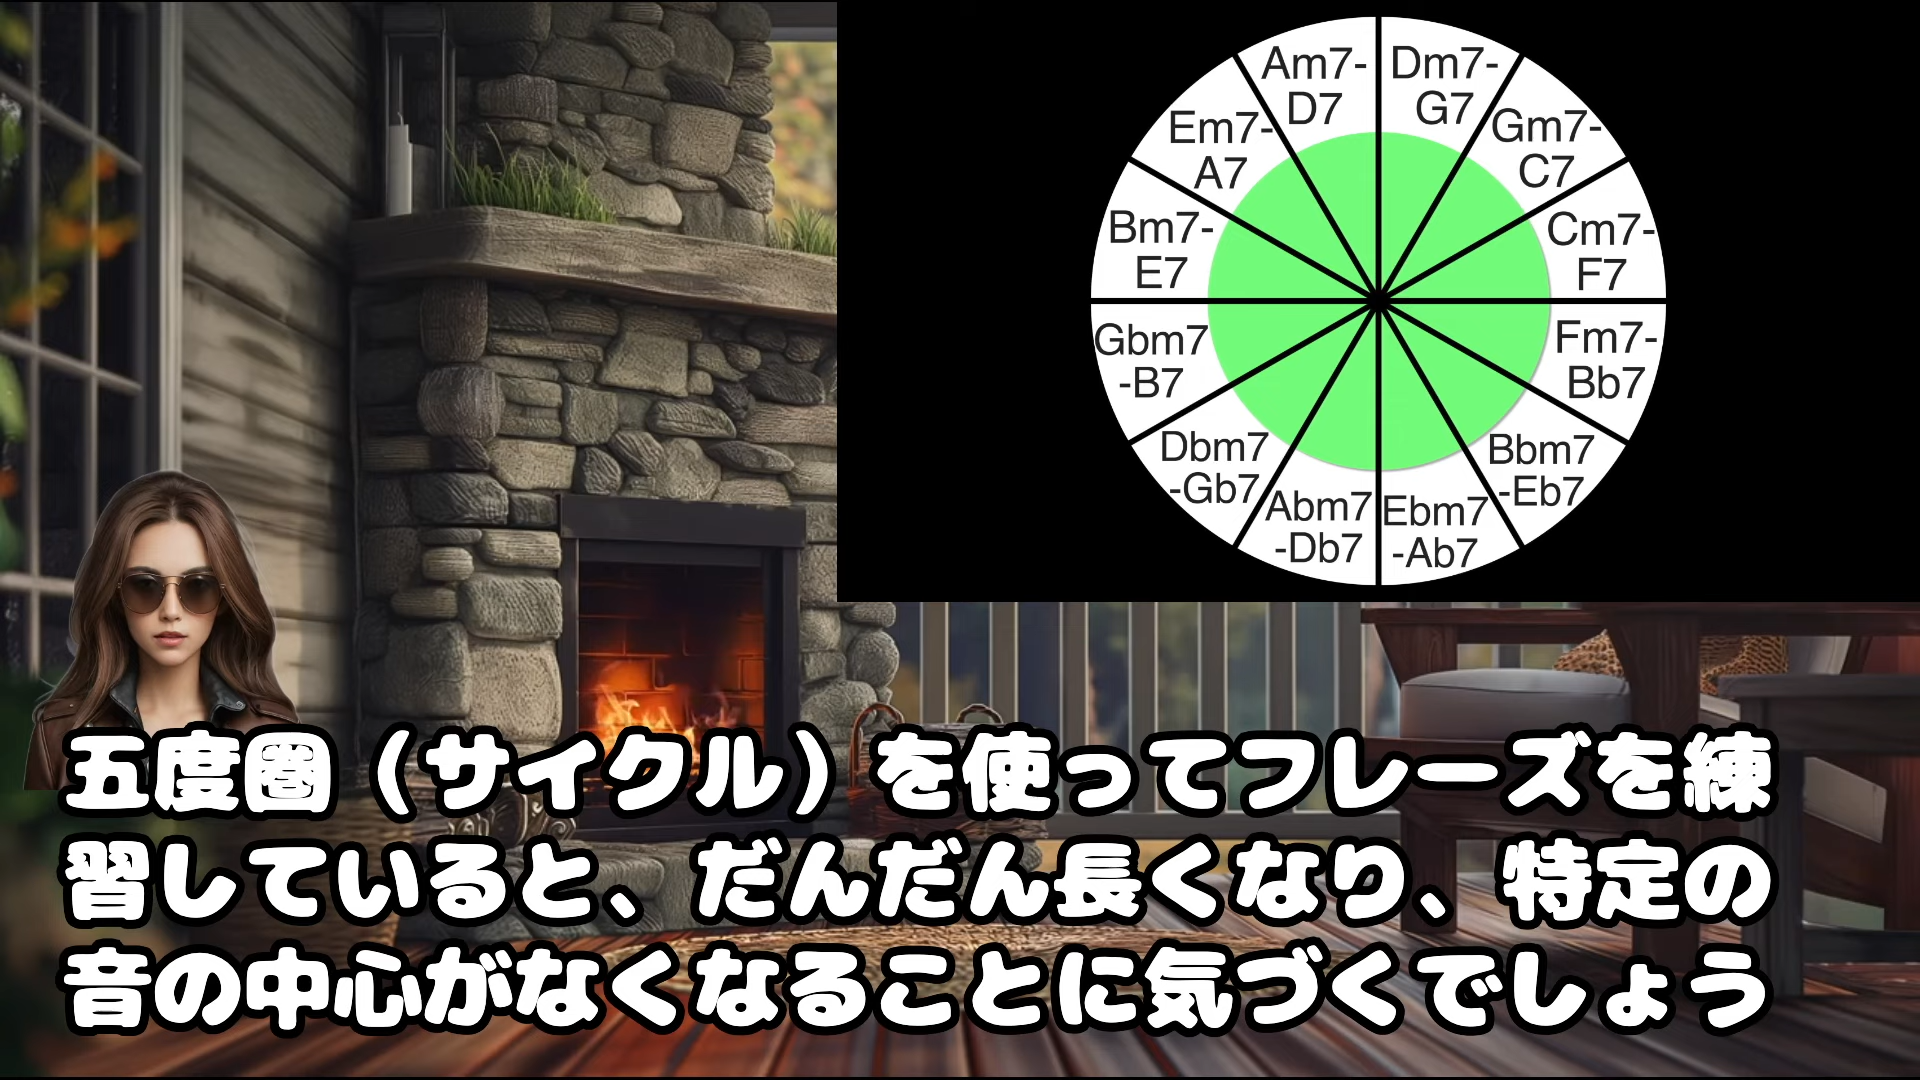 Am7-
D7
Dm7-
G7
Gm7-
C7
Cm7-
F7
Fm7-
Bb7
Bbm7
-Eb7
Ebm7
-Ab7
Abm7
-Db7
Dbm7
-Gb7
Gbm7
-B7
Bm7-
E7
Em7-
A7
五度圏（サイクル）を使ってフレーズを練
習していると、だんだん長くなり、特定の
音の中心がなくなることに気づくでしょう